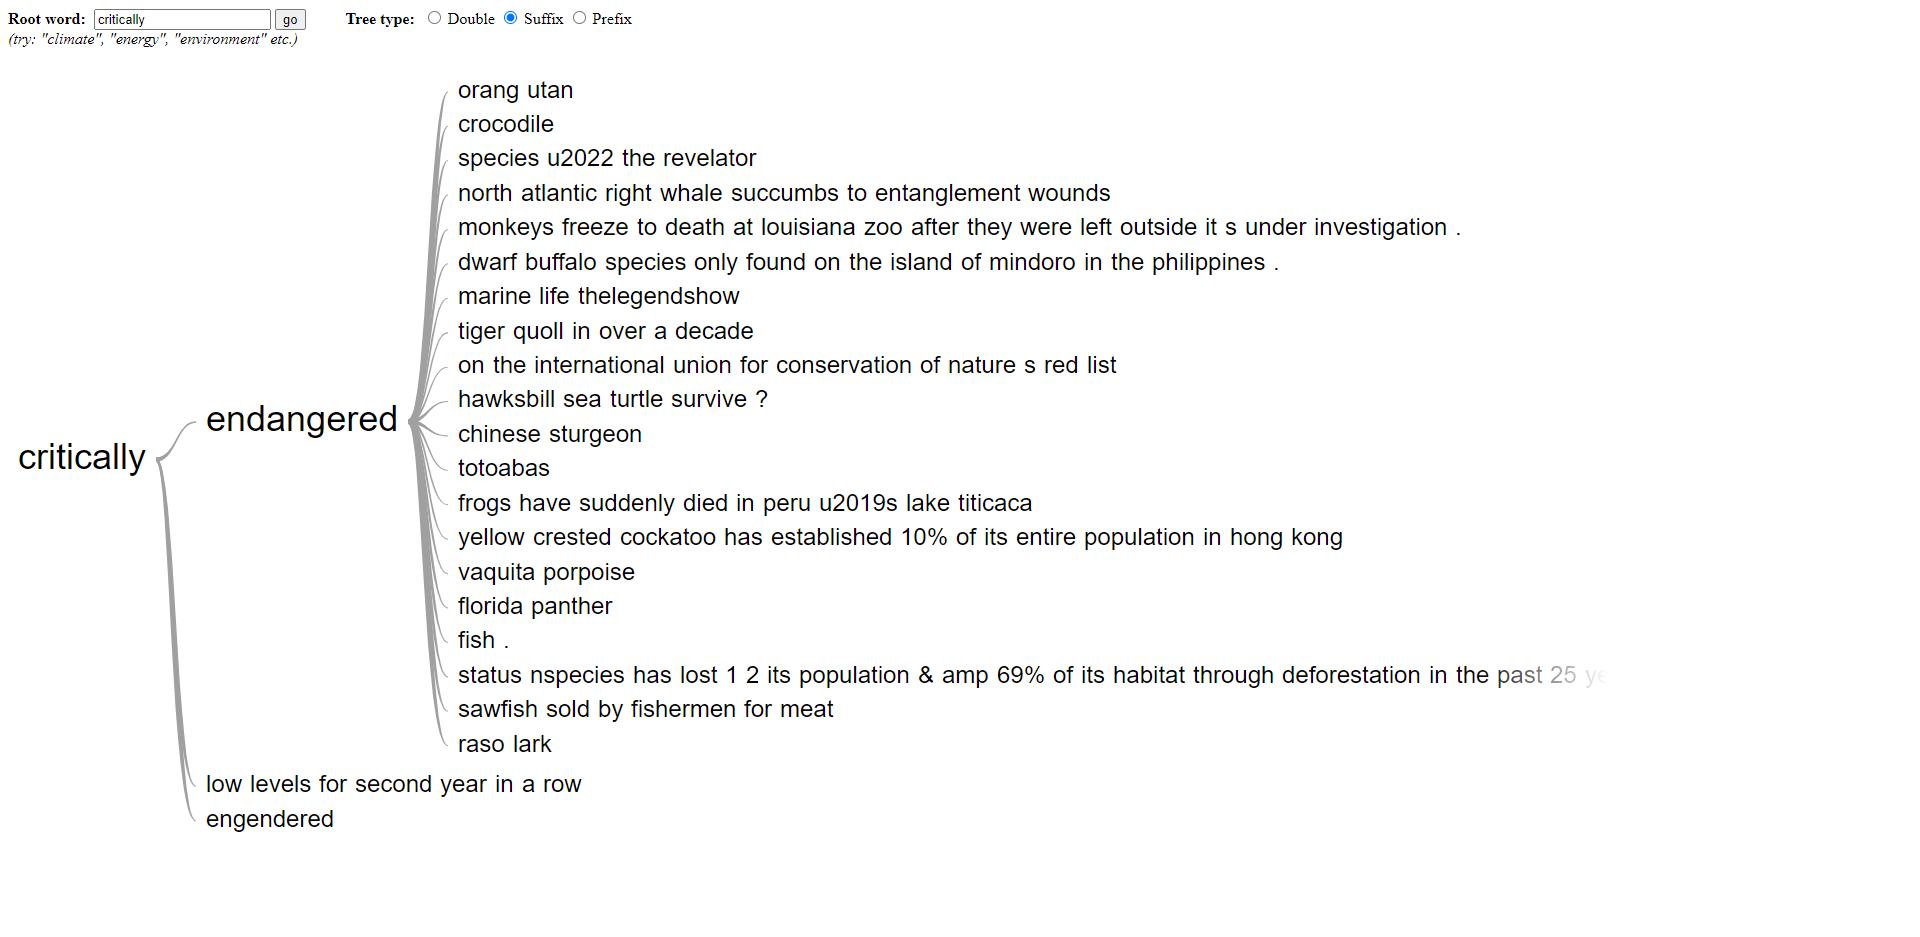 Root word: critically go Tree type: Double Suffix Prefix
(try: "climate", "energy", "environment" etc.)
orang utan
crocodile
species u2022 the revelator
north atlantic right whale succumbs to entanglement wounds
monkeys freeze to death at louisiana zoo after they were left outside it s under investigation .
dwarf buffalo species only found on the island of mindoro in the philippines .
marine life thelegendshow
tiger quoll in over a decade
on the international union for conservation of nature s red list
hawksbill sea turtle survive ?
endangered
chinese sturgeon
critically
totoabas
frogs have suddenly died in peru u2019s lake titicaca
yellow crested cockatoo has established 10% of its entire population in hong kong
vaquita porpoise
florida panther
fish .
status nspecies has lost 1 2 its population & amp 69% of its habitat through deforestation in the past 25 ye
sawfish sold by fishermen for meat
raso lark
low levels for second year in a row
engendered